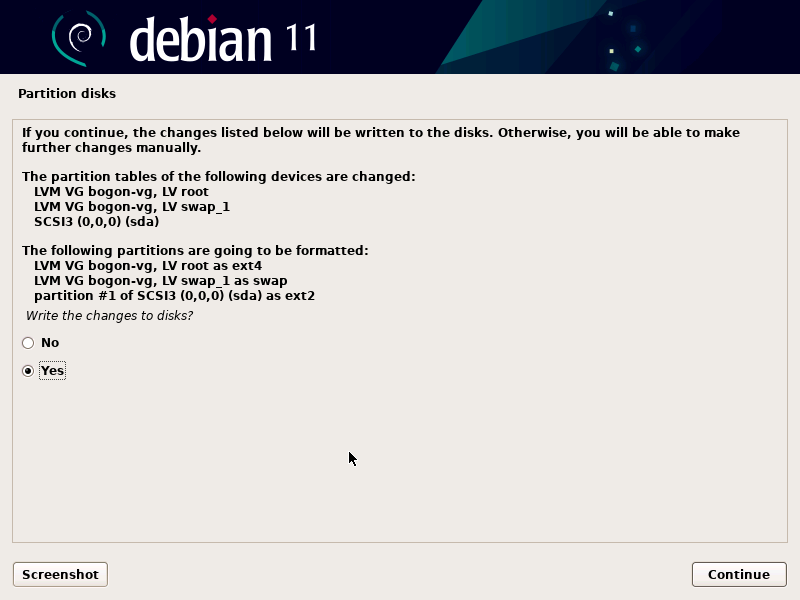 debian 11
Partition disks
If you continue, the changes listed below will be written to the disks. Otherwise, you will be able to make
further changes manually.
The partition tables of the following devices are changed:
LVM VG bogon-vg, LV root
LVM VG bogon-vg, LV swap_1
SCSI3 (0,0,0) (sda)
The following partitions are going to be formatted:
LVM VG bogon-vg, LV root as ext4
LVM VG bogon-vg, LV swap_1 as swap
partition #1 of SCSI3 (0,0,0) (sda) as ext2
Write the changes to disks?
No
Yes
Screenshot
Continue